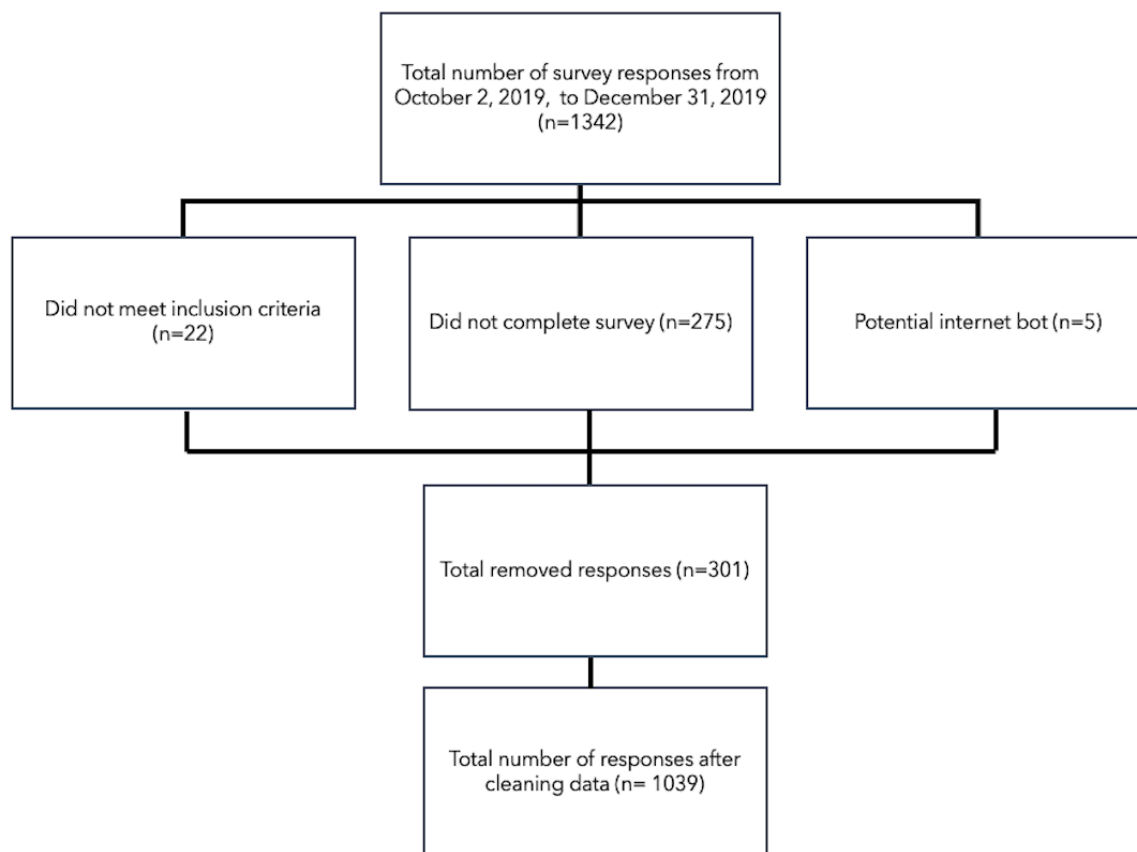 Total number of survey responses from
October 2, 2019, to December 31, 2019
(n=1342)
Did not meet inclusion criteria
(n=22)
Did not complete survey (n=275)
Potential internet bot (n=5)
Total removed responses (n=301)
Total number of responses after
cleaning data (n= 1039)